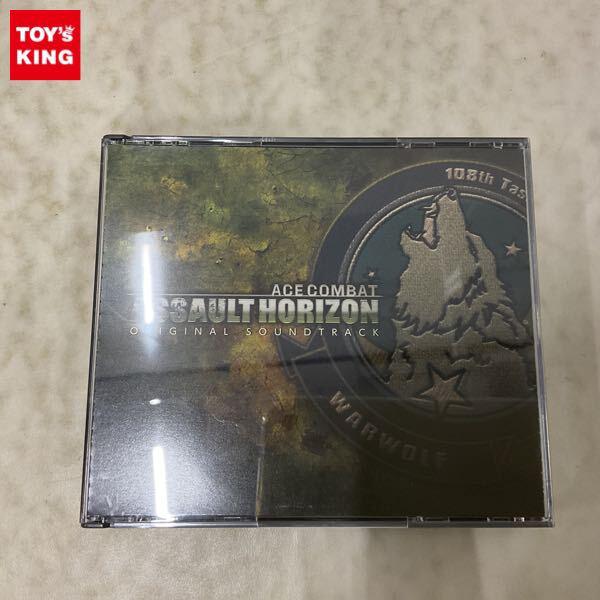 TOY's
KING
108th Tas
ACE COMBAT
ASSAULT HORIZON
ORIGINAL SOUNDTRACK
WARWOLF